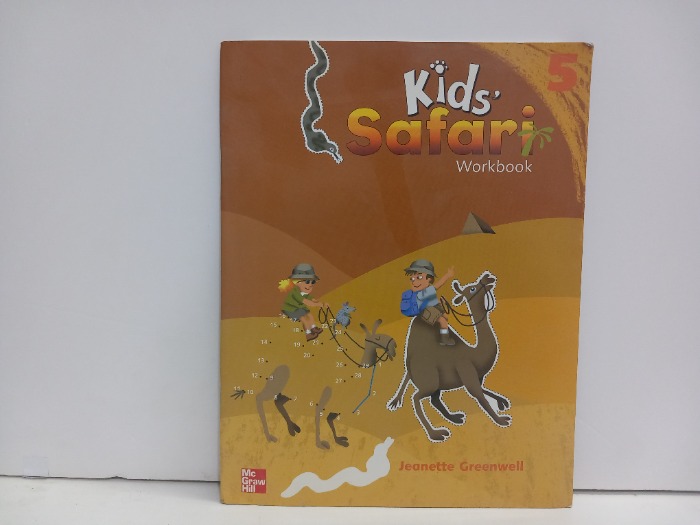 5
Kids'
Safari
Workbook
Jeanette Greenwell
Mc
Graw
Hill